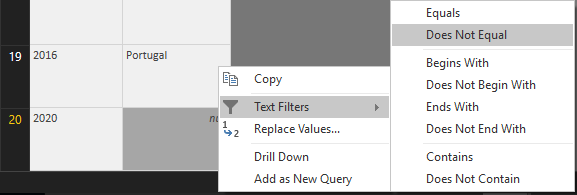 19 2016 Portugal
20 2020
Copy
Text Filters
Replace Values...
Drill Down
Add as New Query
Equals
Does Not Equal
Begins With
Does Not Begin With
Ends With
Does Not End With
Contains
Does Not Contain